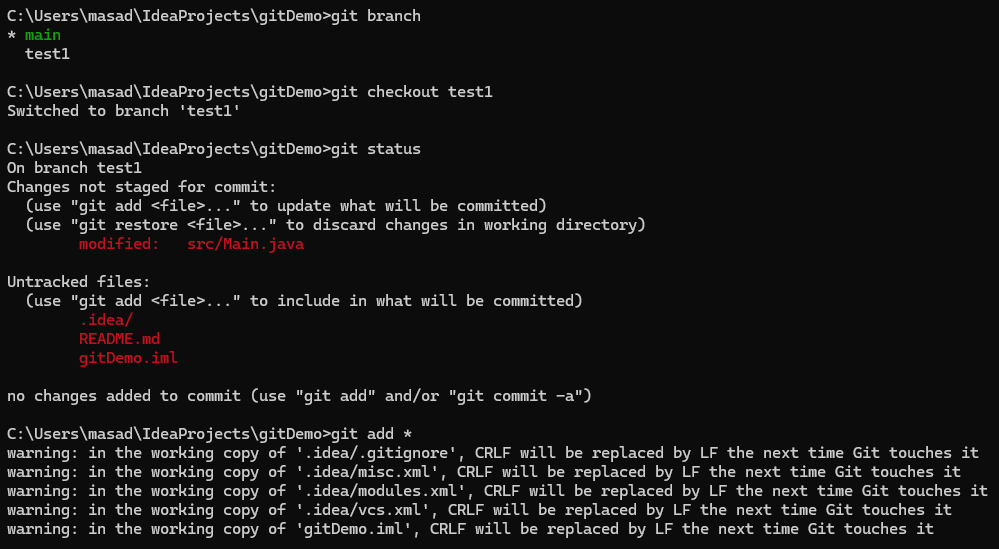 C:\Users\masad\IdeaProjects\gitDemo>git branch
* main
  test1

C:\Users\masad\IdeaProjects\gitDemo>git checkout test1
Switched to branch 'test1'

C:\Users\masad\IdeaProjects\gitDemo>git status
On branch test1
Changes not staged for commit:
  (use "git add <file>..." to update what will be committed)
  (use "git restore <file>..." to discard changes in working directory)
        modified:   src/Main.java

Untracked files:
  (use "git add <file>..." to include in what will be committed)
        .idea/
        README.md
        gitDemo.iml

no changes added to commit (use "git add" and/or "git commit -a")

C:\Users\masad\IdeaProjects\gitDemo>git add *
warning: in the working copy of '.idea/.gitignore', CRLF will be replaced by LF the next time Git touches it
warning: in the working copy of '.idea/misc.xml', CRLF will be replaced by LF the next time Git touches it
warning: in the working copy of '.idea/modules.xml', CRLF will be replaced by LF the next time Git touches it
warning: in the working copy of '.idea/vcs.xml', CRLF will be replaced by LF the next time Git touches it
warning: in the working copy of 'gitDemo.iml', CRLF will be replaced by LF the next time Git touches it